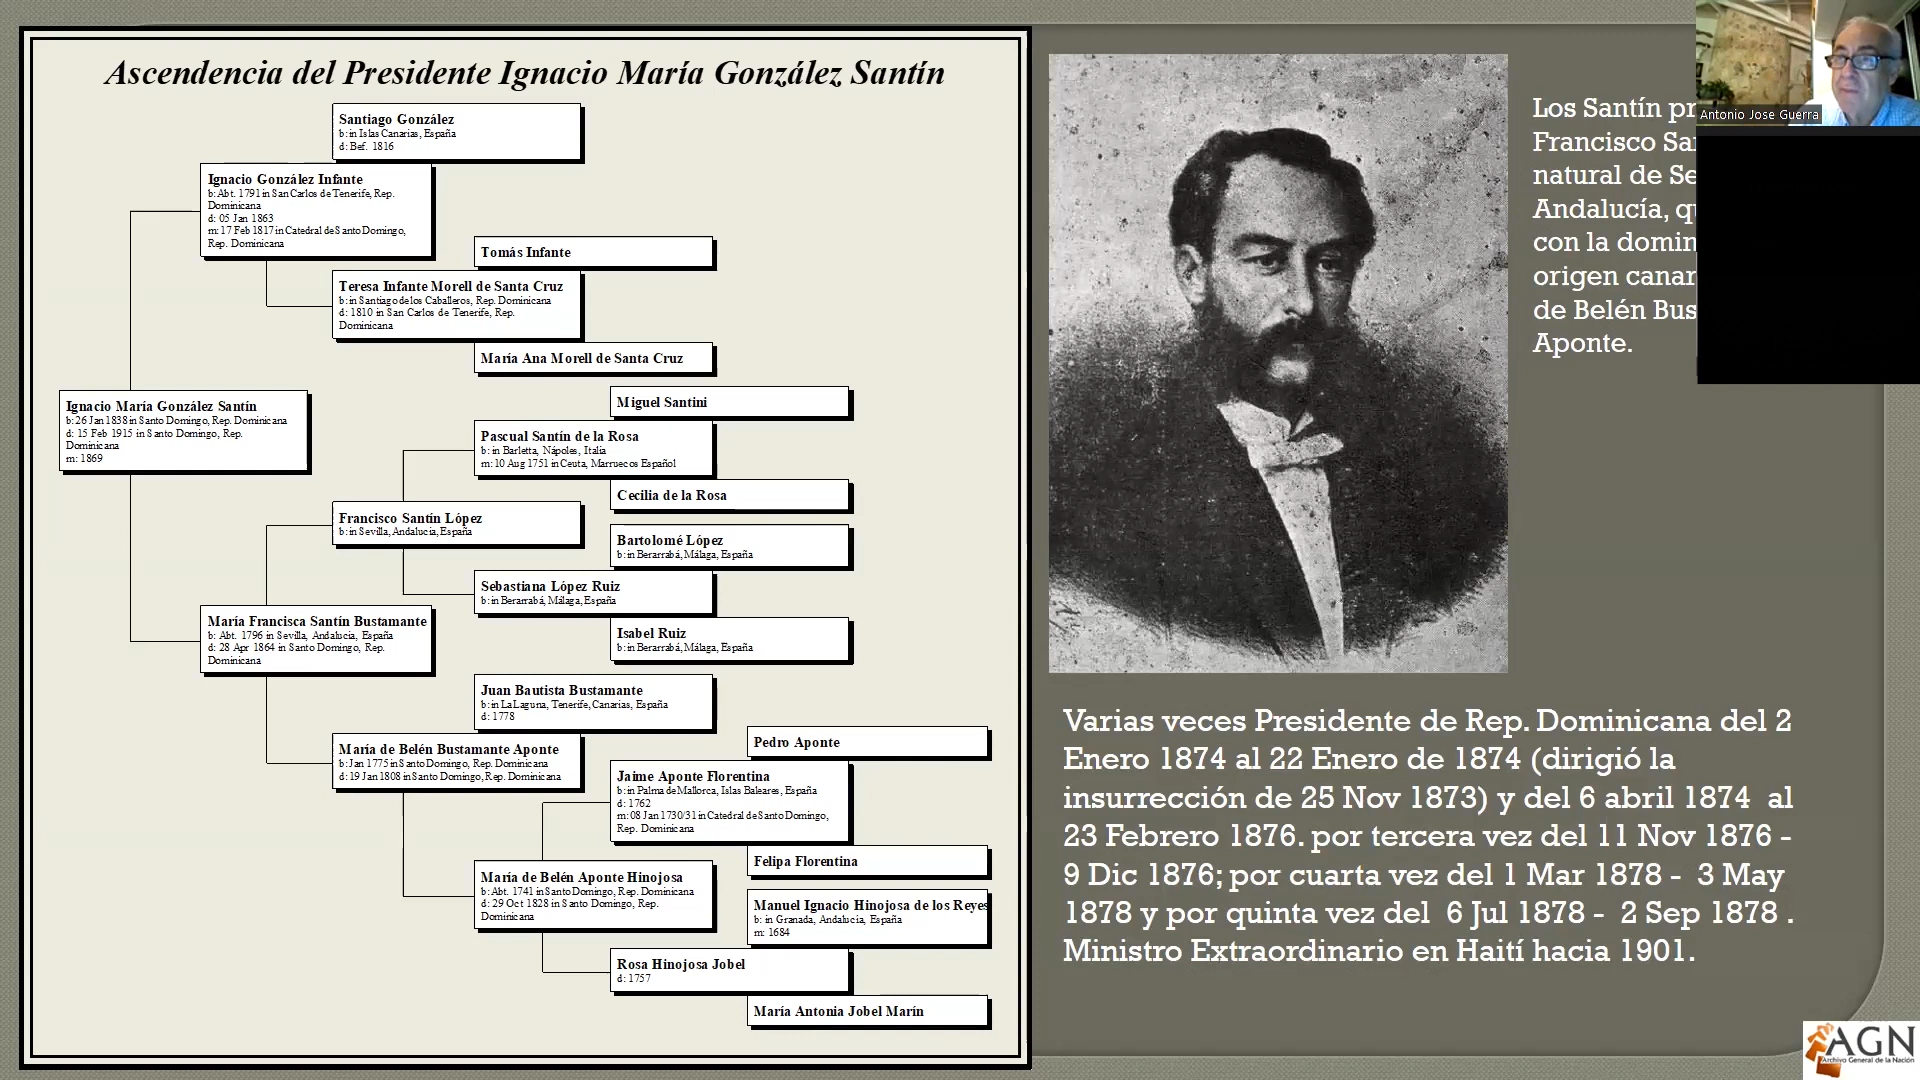 Ascendencia del Presidente Ignacio María González Santín
Santiago González
b: in Islas Canarias, España
d: Bef. 1816
Ignacio González Infante
b: Abt. 1791 in San Carlos de Tenerife, Rep.
Dominicana
d: 05 Jan 1863
m: 17 Feb 1817 in Catedral de Santo Domingo,
Rep. Dominicana
Tomás Infante
Teresa Infante Morell de Santa Cruz
b: in Santiago de los Caballeros, Rep. Dominicana
d: 1810 in San Carlos de Tenerife, Rep.
Dominicana
María Ana Morell de Santa Cruz
Ignacio María González Santín
b: 26 Jan 1838 in Santo Domingo, Rep. Dominicana
d: 15 Feb 1915 in Santo Domingo, Rep.
Dominicana
m: 1869
Miguel Santini
Pascual Santín de la Rosa
b: in Barletta, Nápoles, Italia
m: 10 Aug 1751 in Ceuta, Marruecos Español
Cecilia de la Rosa
Francisco Santín López
b: in Sevilla, Andalucia, España
Bartolomé López
b: in Berarrabá, Málaga, España
Sebastiana López Ruiz
b: in Berarrabá, Málaga, España
Isabel Ruiz
b: in Berarrabá, Málaga, España
María Francisca Santín Bustamante
b: Abt. 1796 in Sevilla, Andalucia, España
d: 28 Apr 1864 in Santo Domingo, Rep.
Dominicana
Juan Bautista Bustamante
b: in La Laguna, Tenerife, Canarias, España
d: 1778
María de Belén Bustamante Aponte
b: Jan 1775 in Santo Domingo, Rep. Dominicana
d: 19 Jan 1808 in Santo Domingo, Rep. Dominicana
Pedro Aponte
Jaime Aponte Florentina
b: in Palma de Mallorca, Islas Baleares, España
d: 1762
m: 08 Jan 1730/31 in Catedral de Santo Domingo,
Rep. Dominicana
Felipa Florentina
María de Belén Aponte Hinojosa
b: Abt. 1741 in Santo Domingo, Rep. Dominicana
d: 29 Oct 1828 in Santo Domingo, Rep.
Dominicana
Manuel Ignacio Hinojosa de los Reyes
b: in Granada, Andalucia, España
m: 1684
Rosa Hinojosa Jobel
d: 1757
María Antonia Jobel Marín
Los Santín
Francisco
natural de
Andalucía,
con la
origen
de Belén
Aponte.
Antonio Jose Guerra
Varias veces Presidente de Rep. Dominicana del 2
Enero 1874 al 22 Enero de 1874 (dirigió la
insurrección de 25 Nov 1873) y del 6 abril 1874 al
23 Febrero 1876. por tercera vez del 11 Nov 1876 -
9 Dic 1876; por cuarta vez del 1 Mar 1878 - 3 May
1878 y por quinta vez del 6 Jul 1878 - 2 Sep 1878 .
Ministro Extraordinario en Haití hacia 1901.
AGN
Archivo General de la Nación